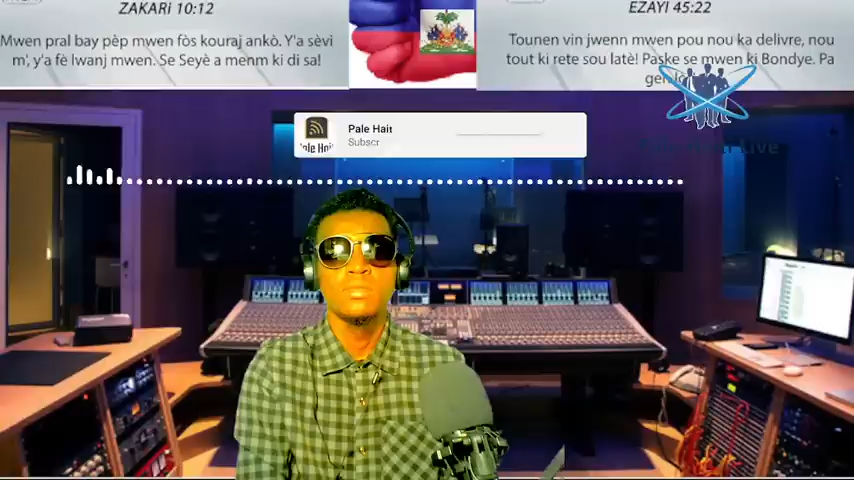 ZAKARi 10:12
Mwen pral bay pèp mwen fòs kouraj ankò. Y'a sèvi
m', y'a fè lwanj mwen. Se Seyè a menm ki di sa!
EZAYI 45:22
Tounen vin jwenn mwen pou nou ka delivre, nou
tout ki rete sou latè! Paske se mwen ki Bondye. Pa
Pale Hait
Subscr